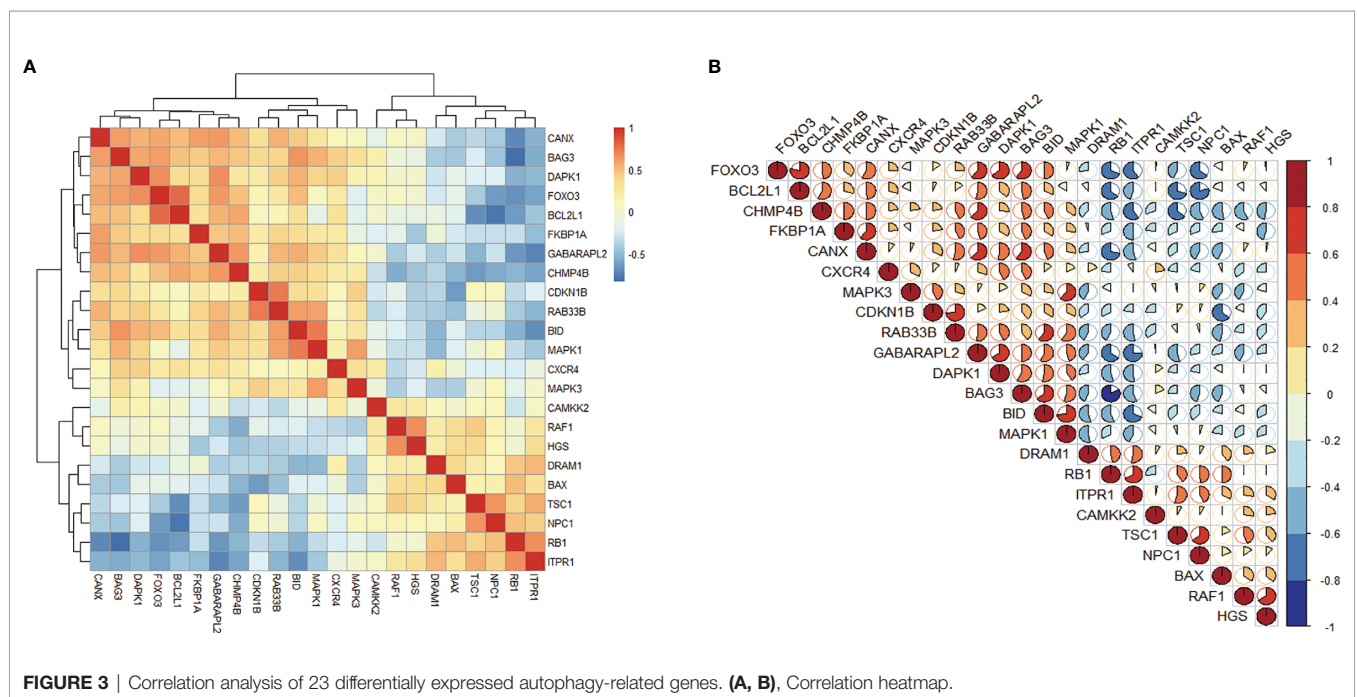 A
CANX
BAG3
DAPK1
FOXO3
BCL2L1
FKBP1A
GABARAPL2
CHMP4B
CDKN1B
RAB33B
BID
MAPK1
CXCR4
MAPK3
CAMKK2
RAF1
HGS
DRAM1
BAX
TSC1
NPC1
RB1
ITPR1
1
0.5
0
-0.5
CANX
BAG3
DAPK1
FOXO3
BCL2L1
FKBP1A
GABARAPL2
CHMP4B
CDKN1B
RAB33B
BID
MAPK1
CXCR4
MAPK3
CAMKK2
RAF1
HGS
DRAM1
BAX
TSC1
NPC1
RB1
ITPR1
B
FOXO3
BCL2L1
CHMP4B
FKBP1A
CANX
CXCR4
MAPK3
CDKN1B
RAB33B
GABARAPL2
DAPK1
BAG3
BID
MAPK1
DRAM1
RB1
ITPR1
CAMKK2
TSC1
NPC1
BAX
RAF1
HGS
FOXO3
BCL2L1
CHMP4B
FKBP1A
CANX
CXCR4
MAPK3
CDKN1B
RAB33B
GABARAPL2
DAPK1
BAG3
BID
MAPK1
DRAM1
RB1
ITPR1
CAMKK2
TSC1
NPC1
BAX
RAF1
HGS
1
0.8
0.6
0.4
0.2
0
-0.2
-0.4
-0.6
-0.8
-1
FIGURE 3 | Correlation analysis of 23 differentially expressed autophagy-related genes. (A, B), Correlation heatmap.